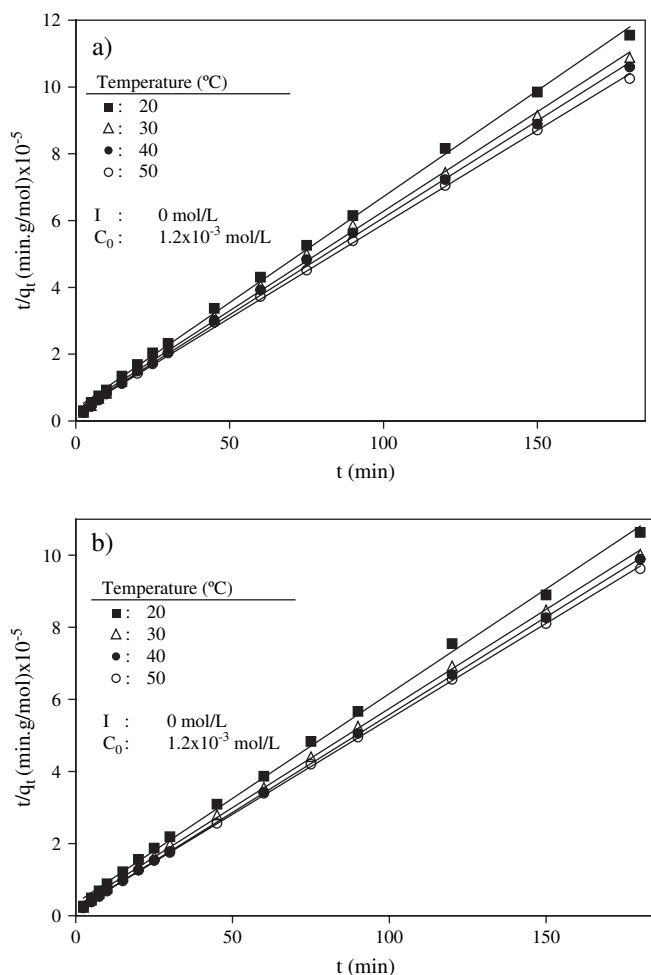 a)
Temperature (ºC)
■ : 20
△ : 30
● : 40
○ : 50
I : 0 mol/L
C₀ : 1.2x10⁻³ mol/L
12
10
8
6
4
2
0
t/qₜ (min.g/mol)x10⁻⁵
0 50 100 150
t (min)
b)
Temperature (ºC)
■ : 20
△ : 30
● : 40
○ : 50
I : 0 mol/L
C₀ : 1.2x10⁻³ mol/L
10
8
6
4
2
0
t/qₜ (min.g/mol)x10⁻⁵
0 50 100 150
t (min)